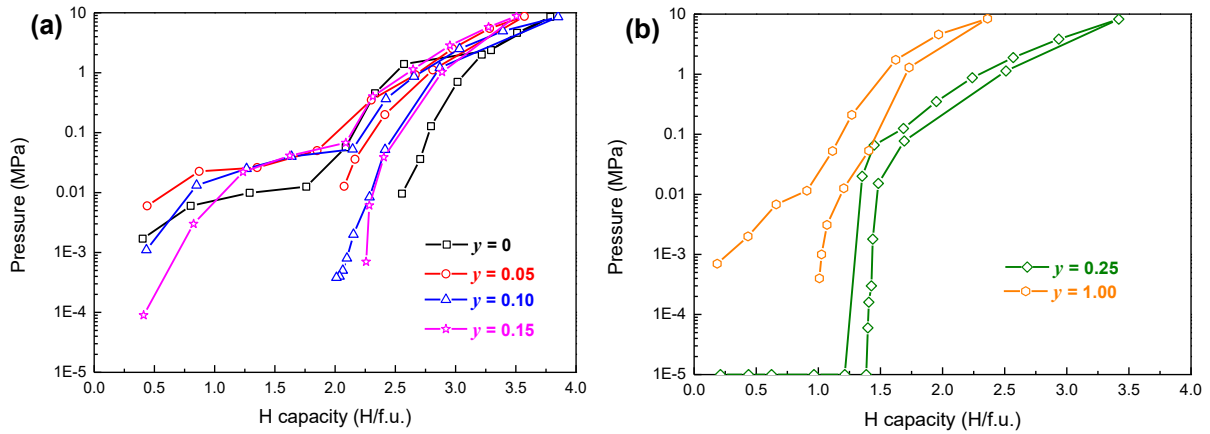 (a)
Pressure (MPa)
10
1
0.1
0.01
1E-3
1E-4
1E-5
0.0 0.5 1.0 1.5 2.0 2.5 3.0 3.5 4.0
H capacity (H/f.u.)
y = 0
y = 0.05
y = 0.10
y = 0.15
(b)
Pressure (MPa)
10
1
0.1
0.01
1E-3
1E-4
1E-5
0.0 0.5 1.0 1.5 2.0 2.5 3.0 3.5 4.0
H capacity (H/f.u.)
y = 0.25
y = 1.00